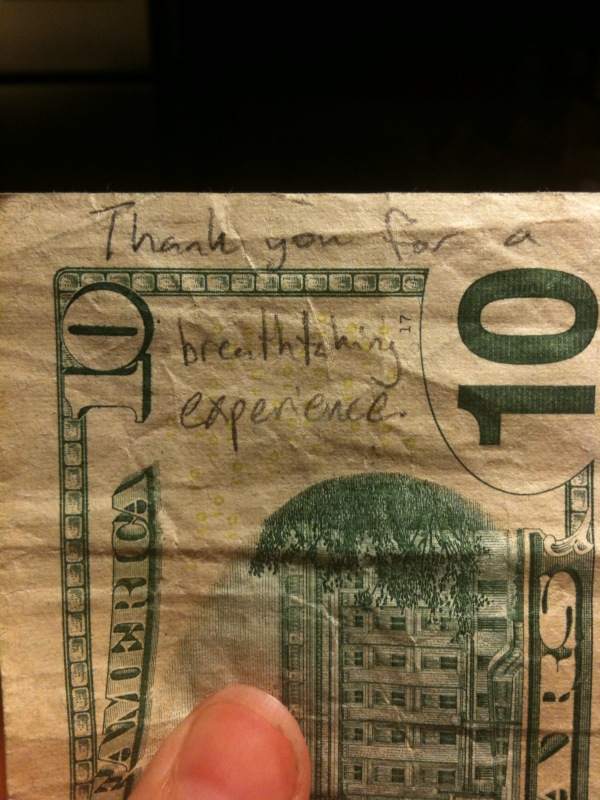 Thank you for a
10
10
17
breathtaking
experience.
AMERICA